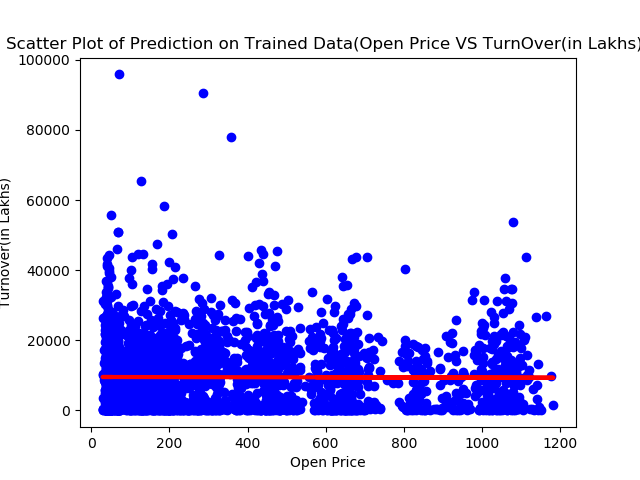 Scatter Plot of Prediction on Trained Data(Open Price VS TurnOver(in Lakhs)
100000
80000
60000
40000
20000
0
Turnover(in Lakhs)
0 200 400 600 800 1000 1200
Open Price